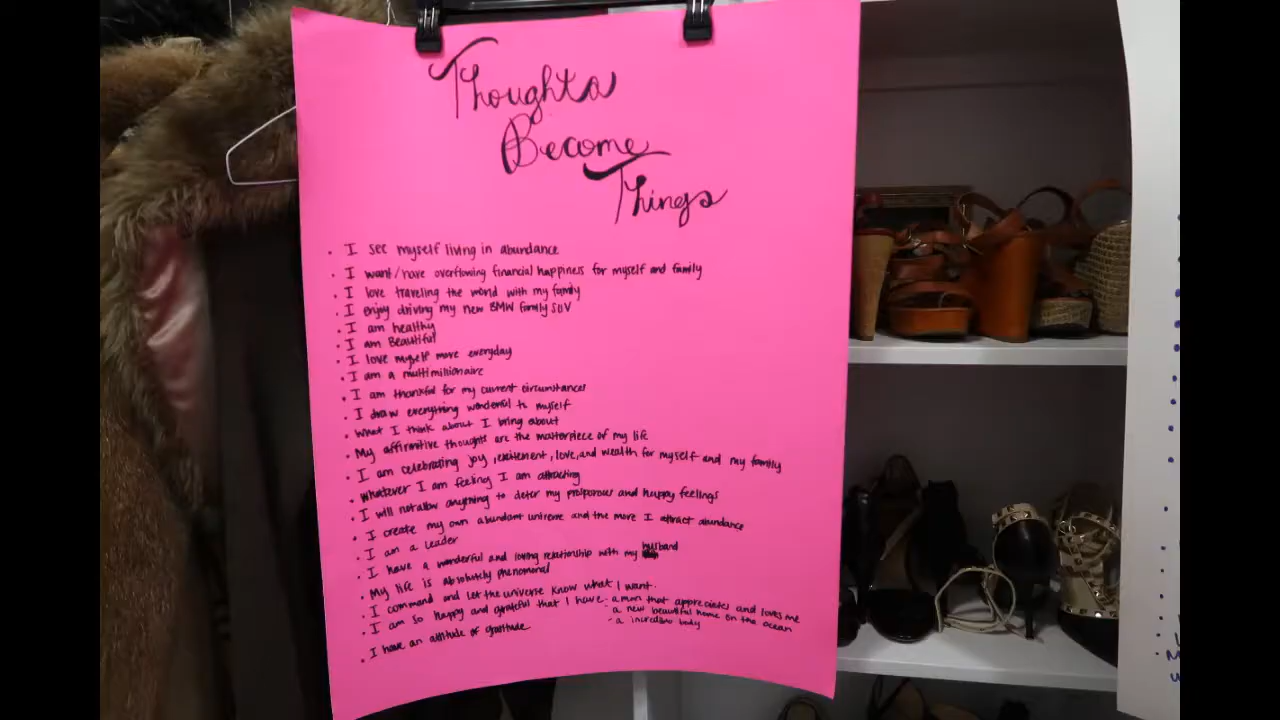 Thoughts
Become
Things
• I see myself living in abundance
• I want/have overflowing financial happiness for myself and family
• I love traveling the world with my family
• I enjoy driving my new BMW family SUV
• I am healthy
• I am Beautiful
• I love myself more everyday
• I am a multimillionaire
• I am thankful for my current circumstances
• I draw everything wonderful to myself
• What I think about I bring about
• My affirmitive thoughts are the masterpiece of my life
• I am celebrating joy, excitement, love, and wealth for myself and my family
• Whatever I am feeling I am attracting
• I will not allow anything to deter my prosporous and happy feelings
• I create my own abundant universe and the more I attract abundance
• I am a leader
• I have a wonderful and loving relationship with my husband
• My life is absolutely phenomonal
• I command and let the universe know what I want.
• I am so happy and grateful that I have - a man that appreciates and loves me
- a new beautiful home on the ocean
- a incredible body
• I have an attitude of gratitude